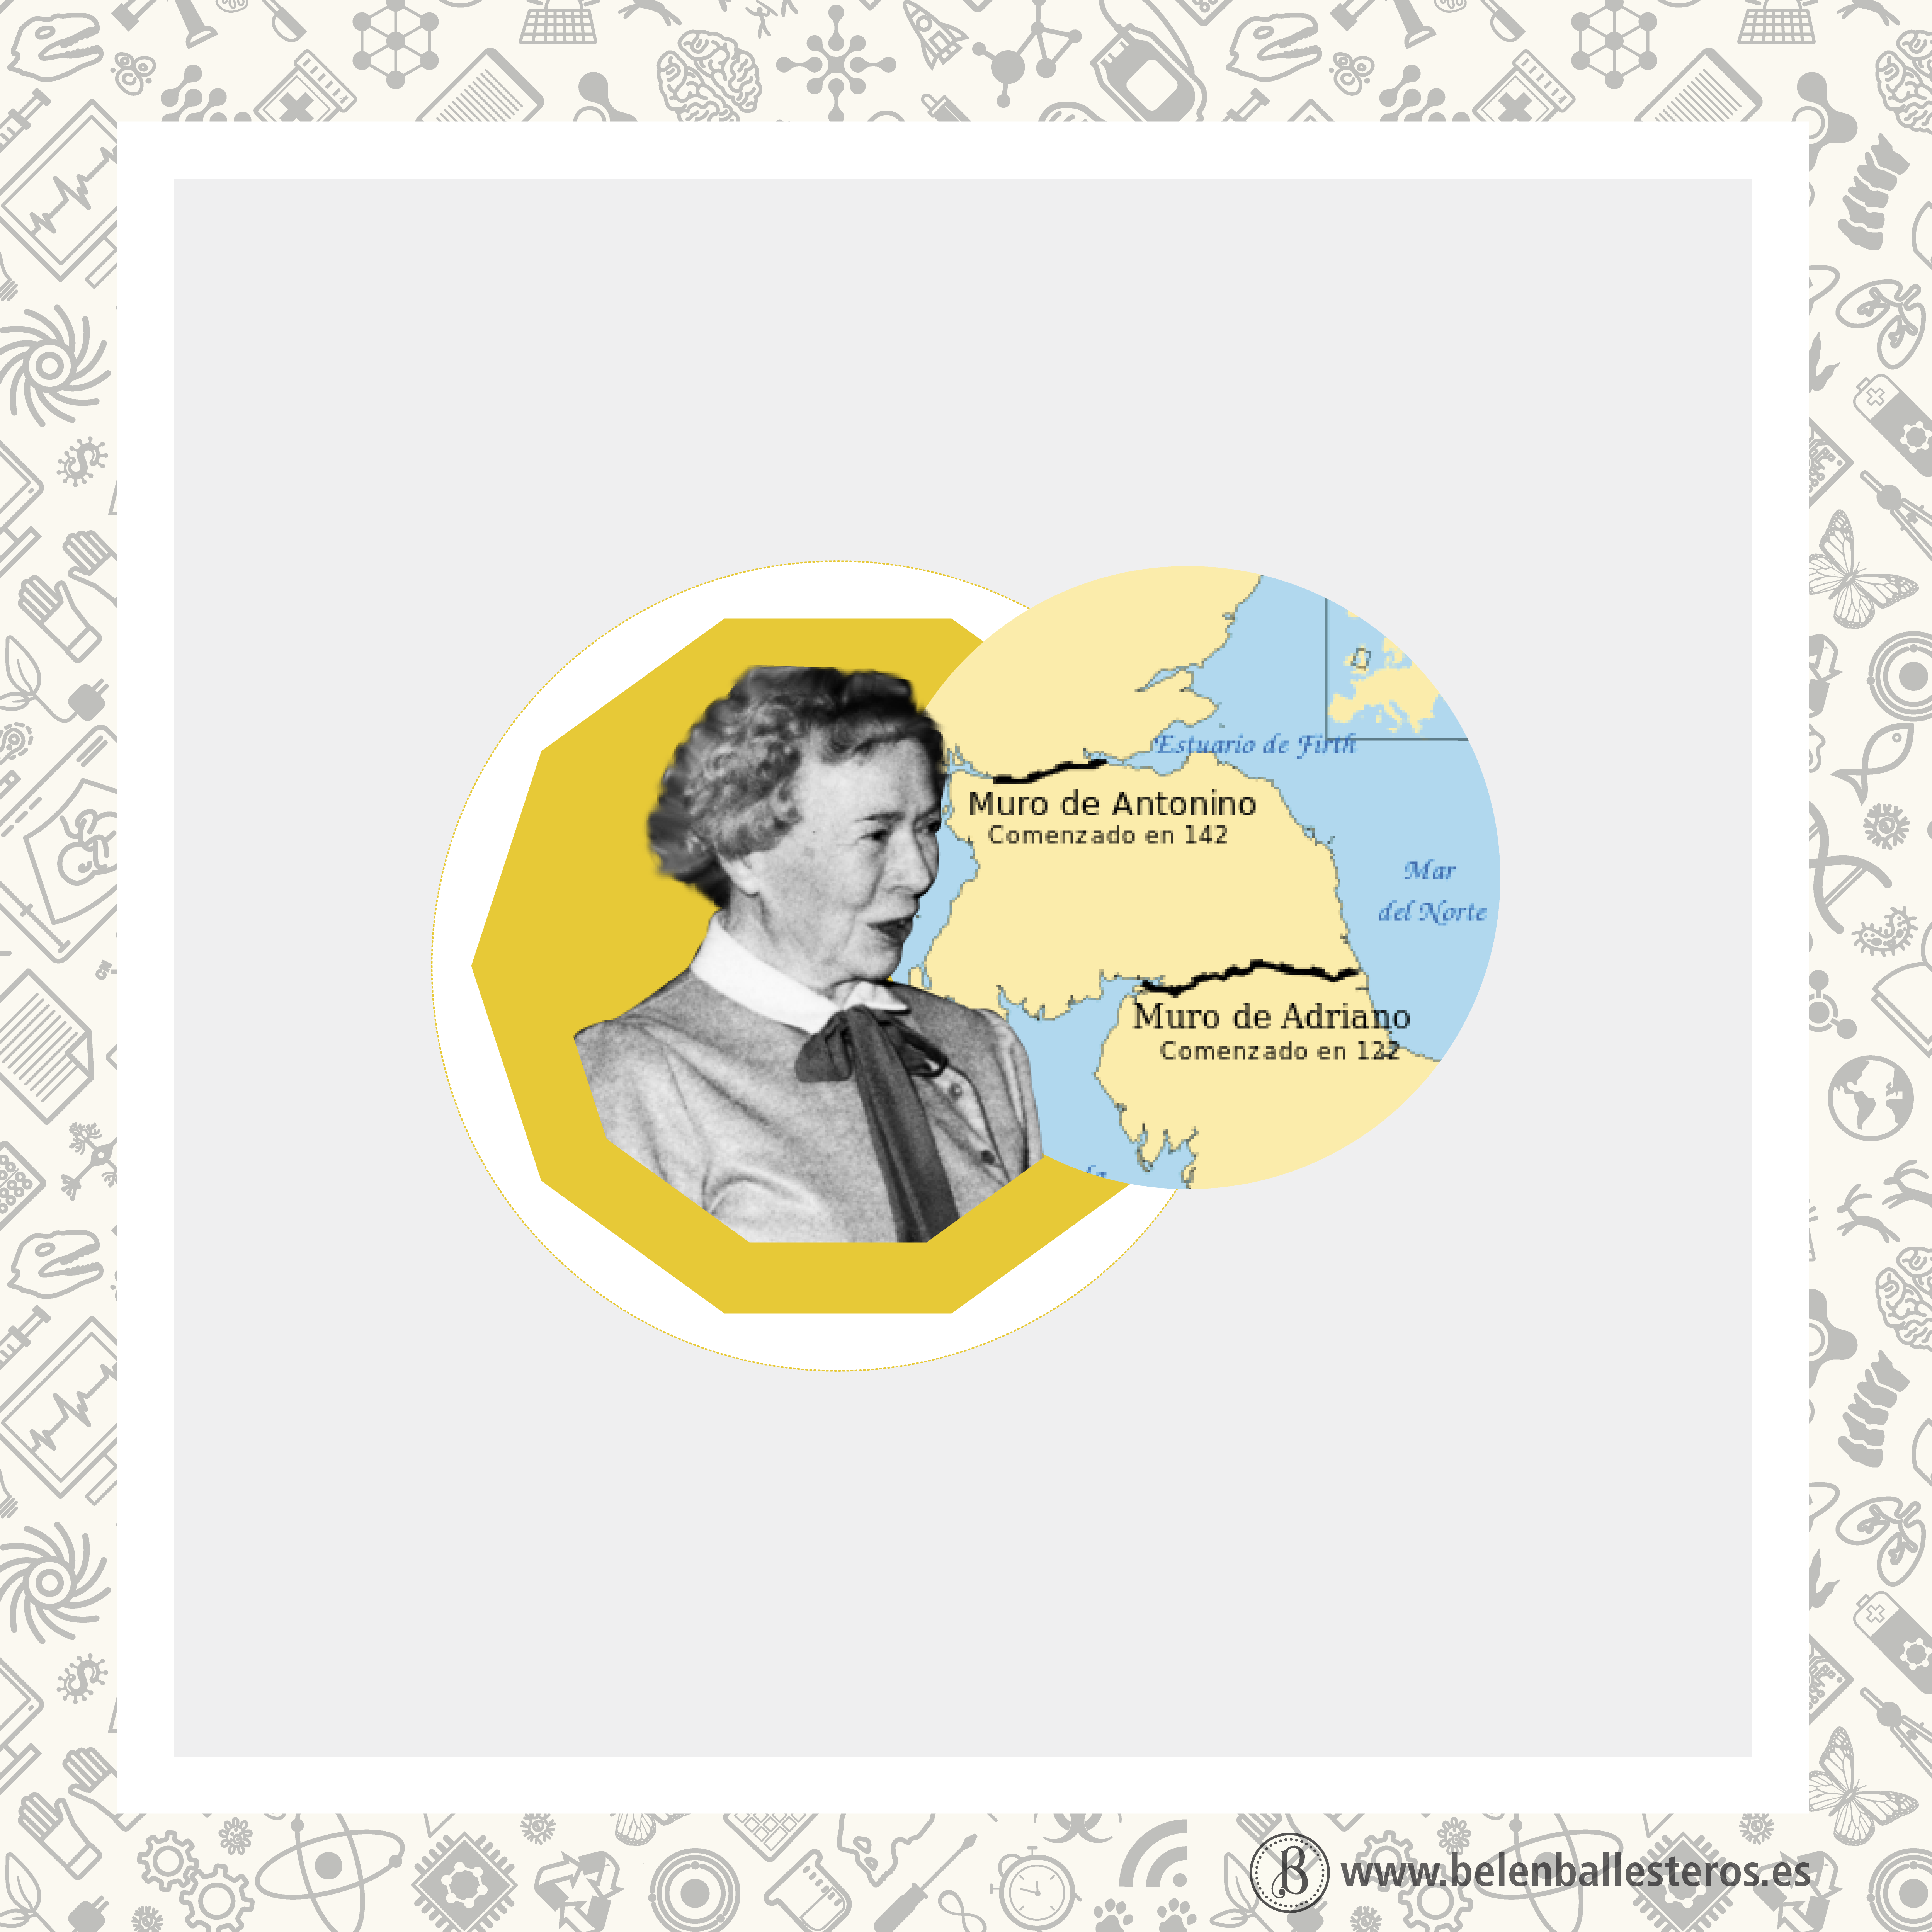 Estuario de Firth
Muro de Antonino
Comenzado en 142
Mar
del Norte
Muro de Adriano
Comenzado en 122
B www.belenballesteros.es